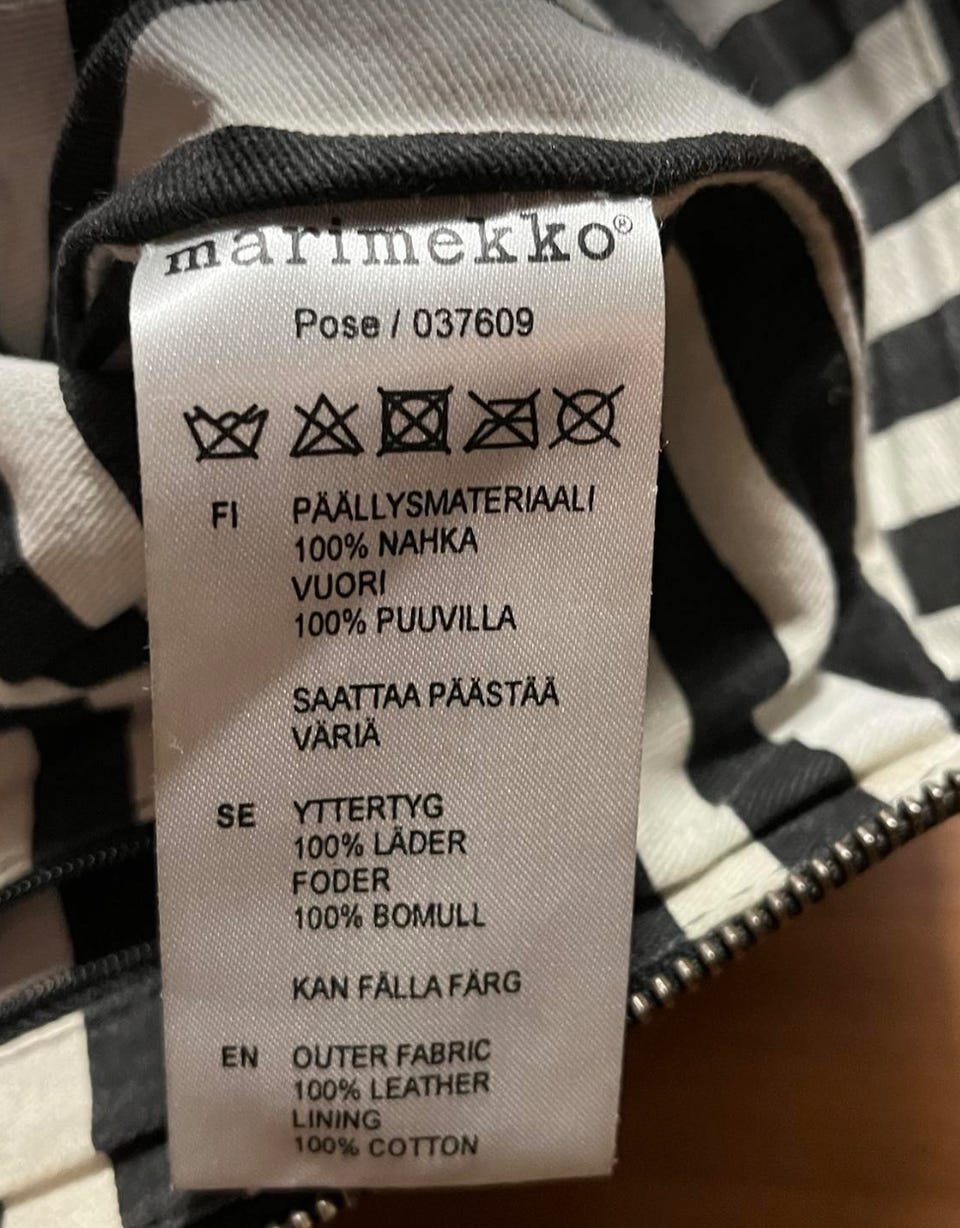 marimekko®
Pose / 037609
FI PÄÄLLYSMATERIAALI
100% NAHKA
VUORI
100% PUUVILLA
SAATTAA PÄÄSTÄÄ
VÄRIÄ
SE YTTERTYG
100% LÄDER
FODER
100% BOMULL
KAN FÄLLA FÄRG
EN OUTER FABRIC
100% LEATHER
LINING
100% COTTON